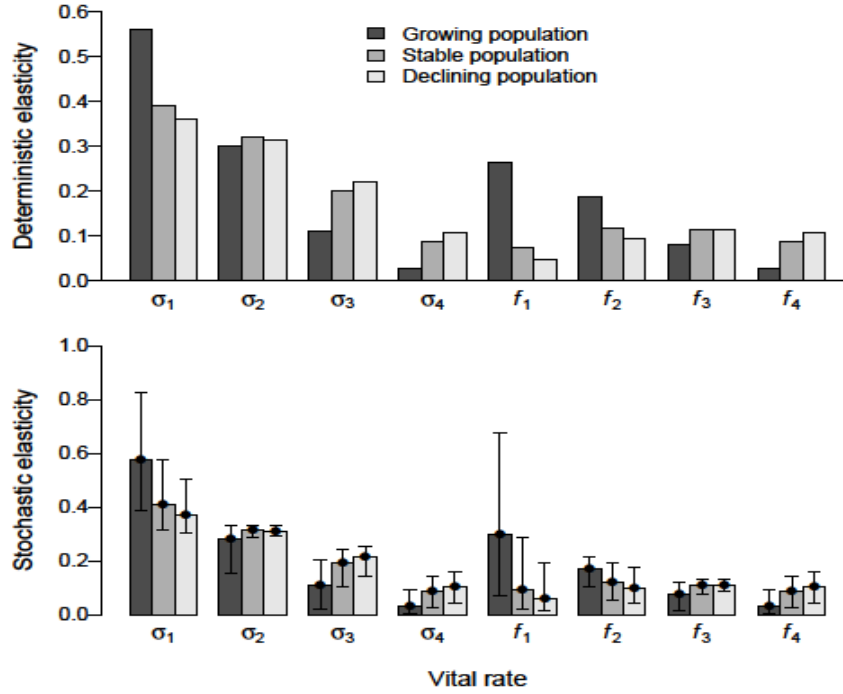 Deterministic elasticity
0.6
0.5
0.4
0.3
0.2
0.1
0.0
Growing population
Stable population
Declining population
σ1 σ2 σ3 σ4 f1 f2 f3 f4
Stochastic elasticity
1.0
0.8
0.6
0.4
0.2
0.0
σ1 σ2 σ3 σ4 f1 f2 f3 f4
Vital rate